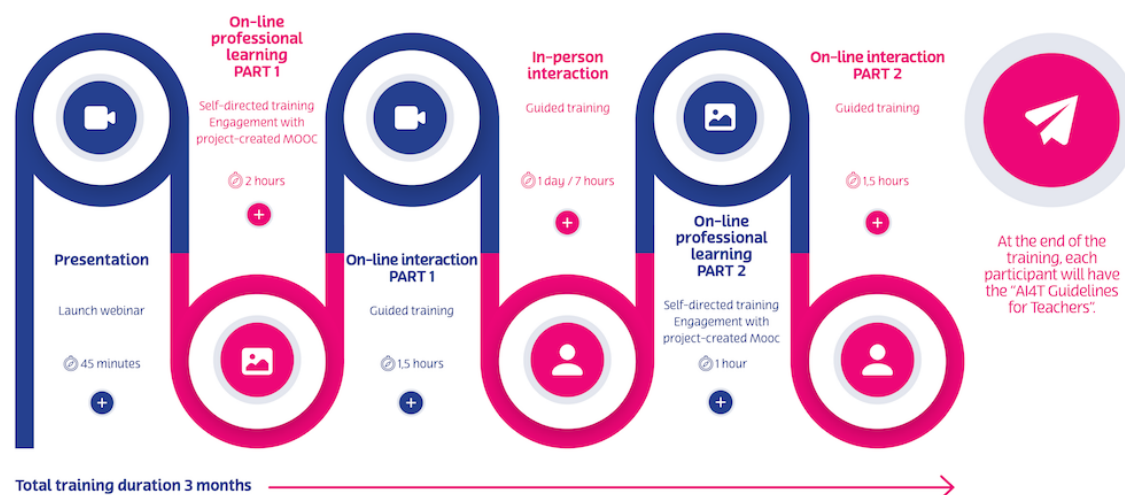 Presentation
Launch webinar
45 minutes
On-line
professional
learning
PART 1
Self-directed training
Engagement with
project-created MOOC
2 hours
On-line interaction
PART 1
Guided training
1,5 hours
In-person
interaction
Guided training
1 day / 7 hours
On-line
professional
learning
PART 2
Self-directed training
Engagement with
project-created Mooc
1 hour
On-line interaction
PART 2
Guided training
1,5 hours
At the end of the
training, each
participant will have
the "AI4T Guidelines
for Teachers".
Total training duration 3 months